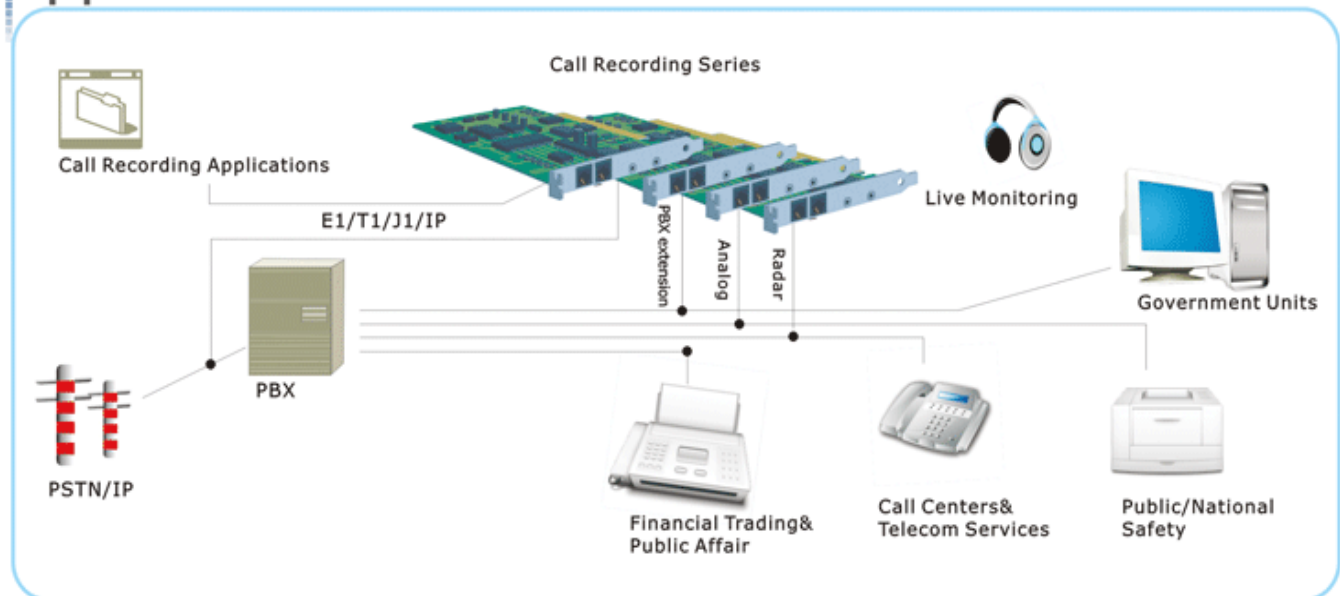 Call Recording Series
Call Recording Applications
Live Monitoring
E1/T1/J1/IP
PBX extension
Analog
Radar
Government Units
PBX
PSTN/IP
Financial Trading&
Public Affair
Call Centers&
Telecom Services
Public/National
Safety